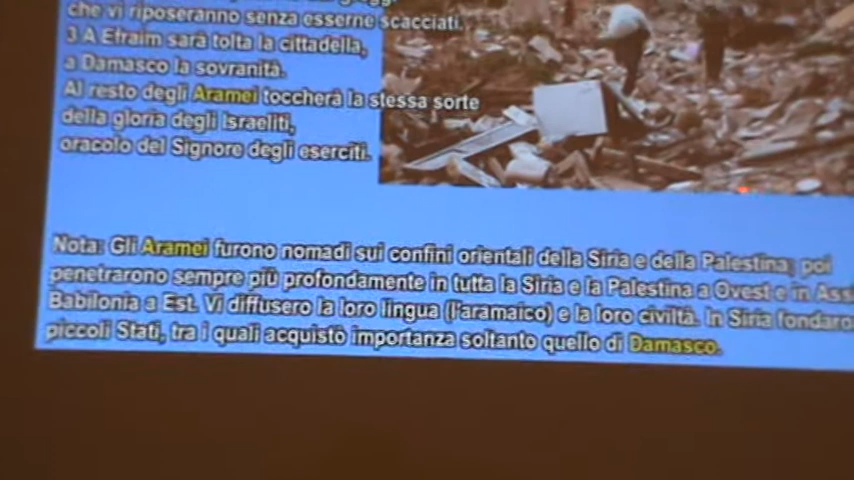 che vi riposeranno senza esserne scacciati.
3 A Efraim sarà tolta la cittadella,
a Damasco la sovranità.
Al resto degli Aramei toccherà la stessa sorte
della gloria degli Israeliti,
oracolo del Signore degli eserciti.
Nota: Gli Aramei furono nomadi sui confini orientali della Siria e della Palestina; poi
penetrarono sempre più profondamente in tutta la Siria e la Palestina a Ovest e in
Babilonia a Est. Vi diffusero la loro lingua (l'aramaico) e la loro civiltà. In Siria
piccoli Stati, tra i quali acquistò importanza soltanto quello di Damasco.